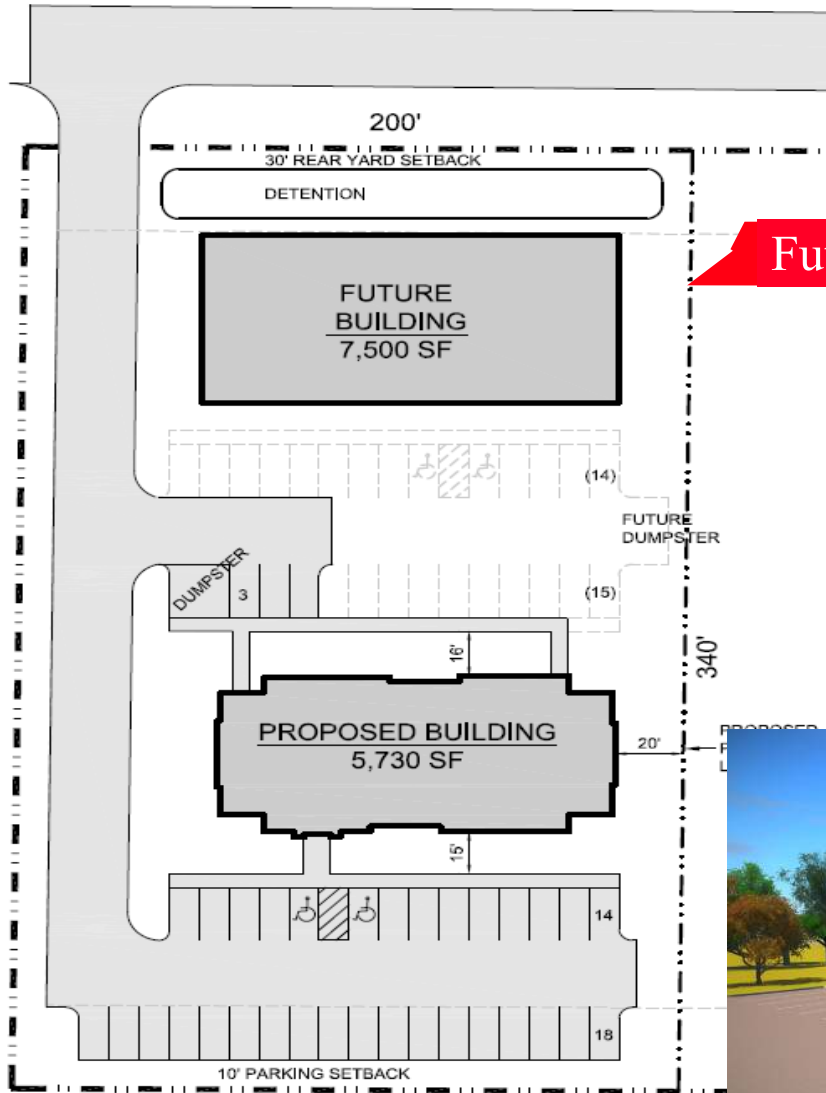 200'
30' REAR YARD SETBACK
DETENTION
FUTURE
BUILDING
7,500 SF
(14)
FUTURE
DUMPSTER
DUMPSTER
3
(15)
16'
340'
PROPOSED BUILDING
5,730 SF
20'
PROPOSED
15'
14
18
10' PARKING SETBACK